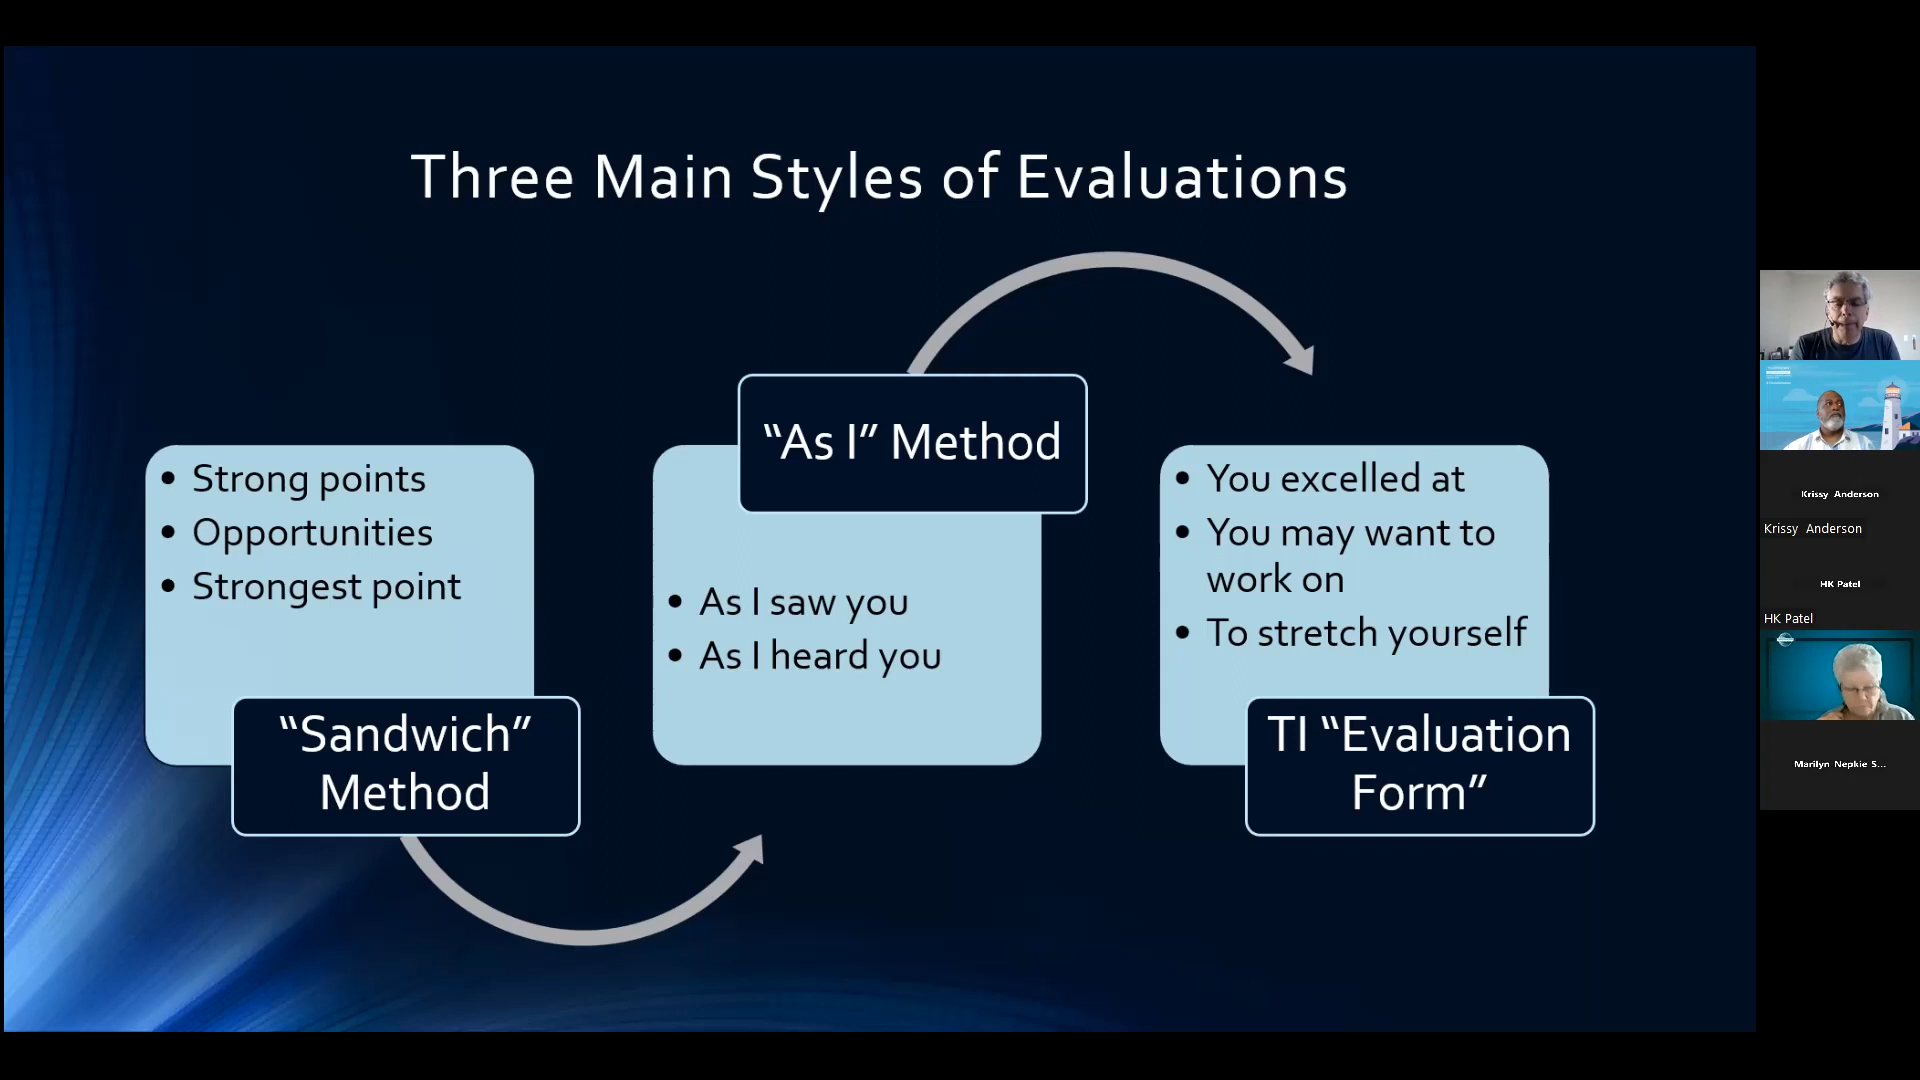 Three Main Styles of Evaluations
• Strong points
• Opportunities
• Strongest point
“Sandwich”
Method
“As I” Method
• As I saw you
• As I heard you
• You excelled at
• You may want to
work on
• To stretch yourself
TI “Evaluation
Form”
Krissy Anderson
Krissy Anderson
HK Patel
HK Patel
Marilyn Nepkie S...